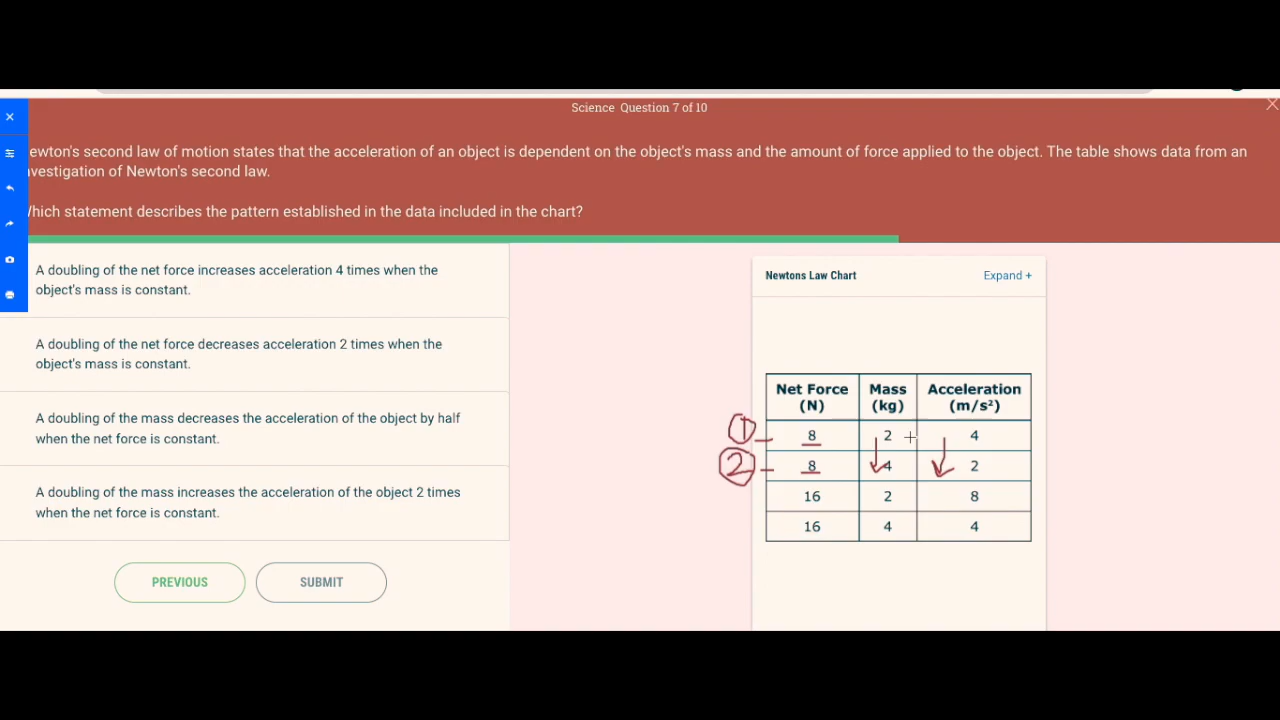 Science Question 7 of 10
ewton's second law of motion states that the acceleration of an object is dependent on the object's mass and the amount of force applied to the object. The table shows data from an
nvestigation of Newton's second law.
Which statement describes the pattern established in the data included in the chart?
A doubling of the net force increases acceleration 4 times when the
object's mass is constant.
A doubling of the net force decreases acceleration 2 times when the
object's mass is constant.
A doubling of the mass decreases the acceleration of the object by half
when the net force is constant.
A doubling of the mass increases the acceleration of the object 2 times
when the net force is constant.
PREVIOUS
SUBMIT
Newtons Law Chart
Expand +
Net Force (N) Mass (kg) Acceleration (m/s²)
1 8 2 4
2 8 4 2
16 2 8
16 4 4